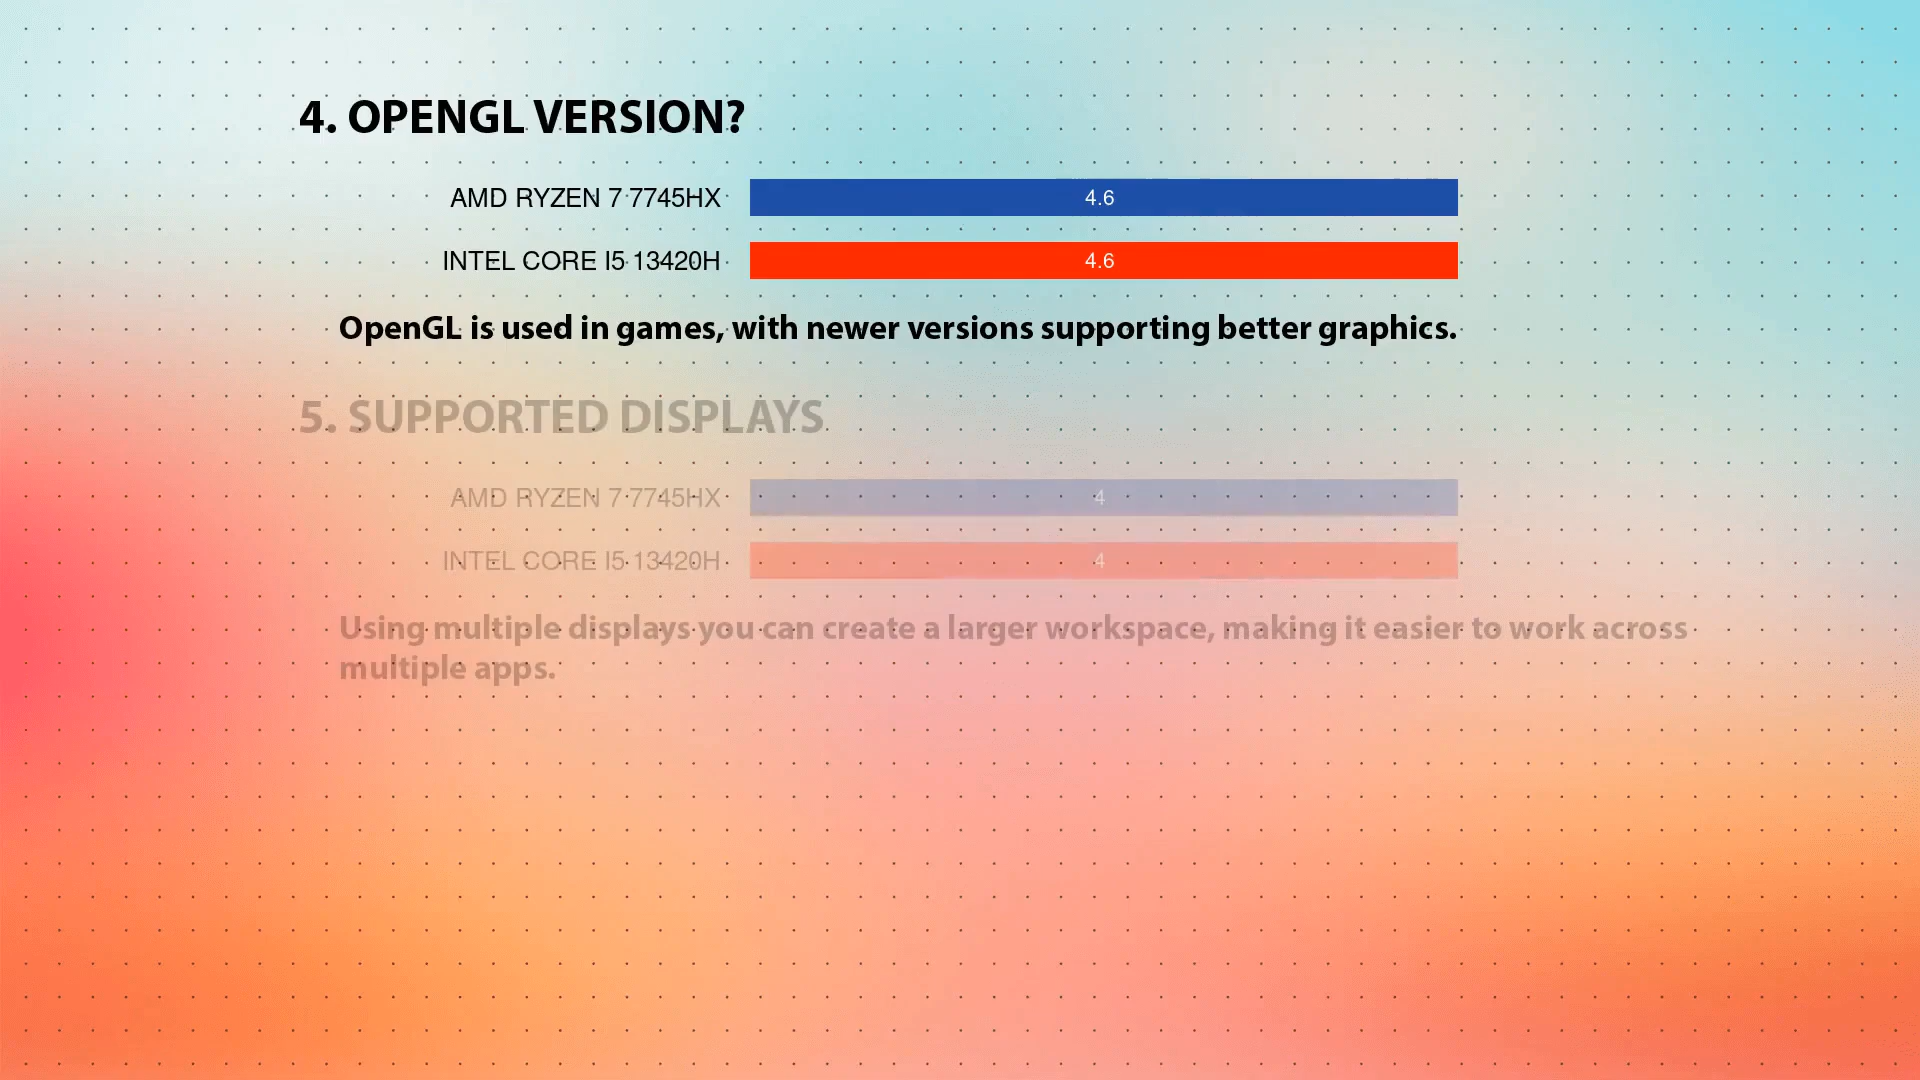 4. OPENGL VERSION?
AMD RYZEN 7 7745HX
4.6
INTEL CORE I5 13420H
4.6
OpenGL is used in games, with newer versions supporting better graphics.
5. SUPPORTED DISPLAYS
AMD RYZEN 7 7745HX
4
INTEL CORE I5 13420H
4
Using multiple displays you can create a larger workspace, making it easier to work across
multiple apps.